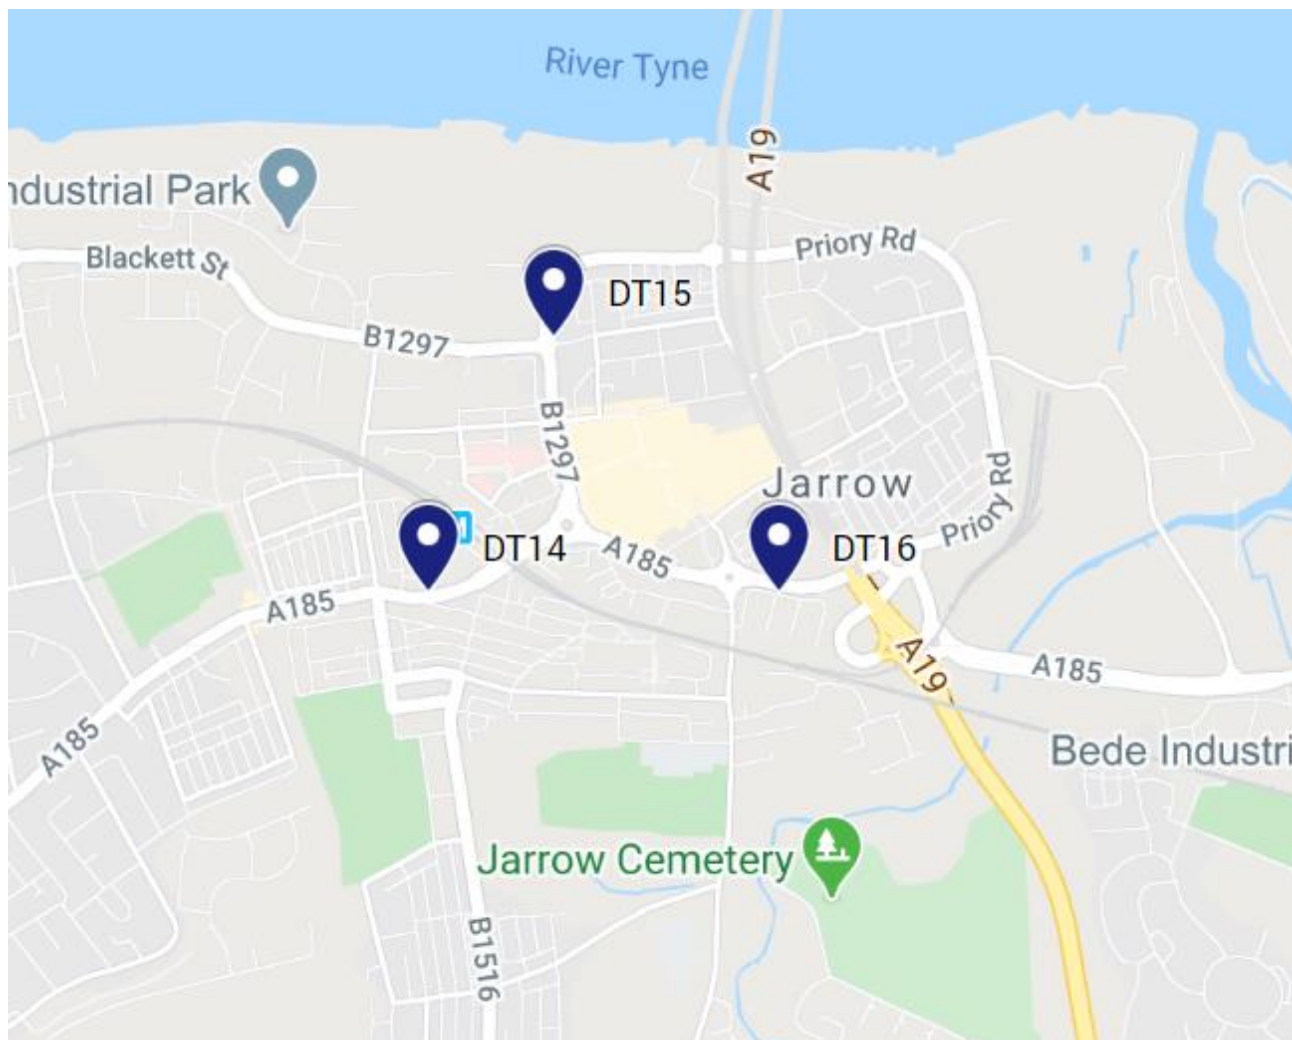 River Tyne
A19
ndustrial Park
Blackett St
Priory Rd
DT15
B1297
B1297
Jarrow
Priory Rd
DT14
A185
DT16
A185
A19
A185
A185
Bede Industri
Jarrow Cemetery
B1516